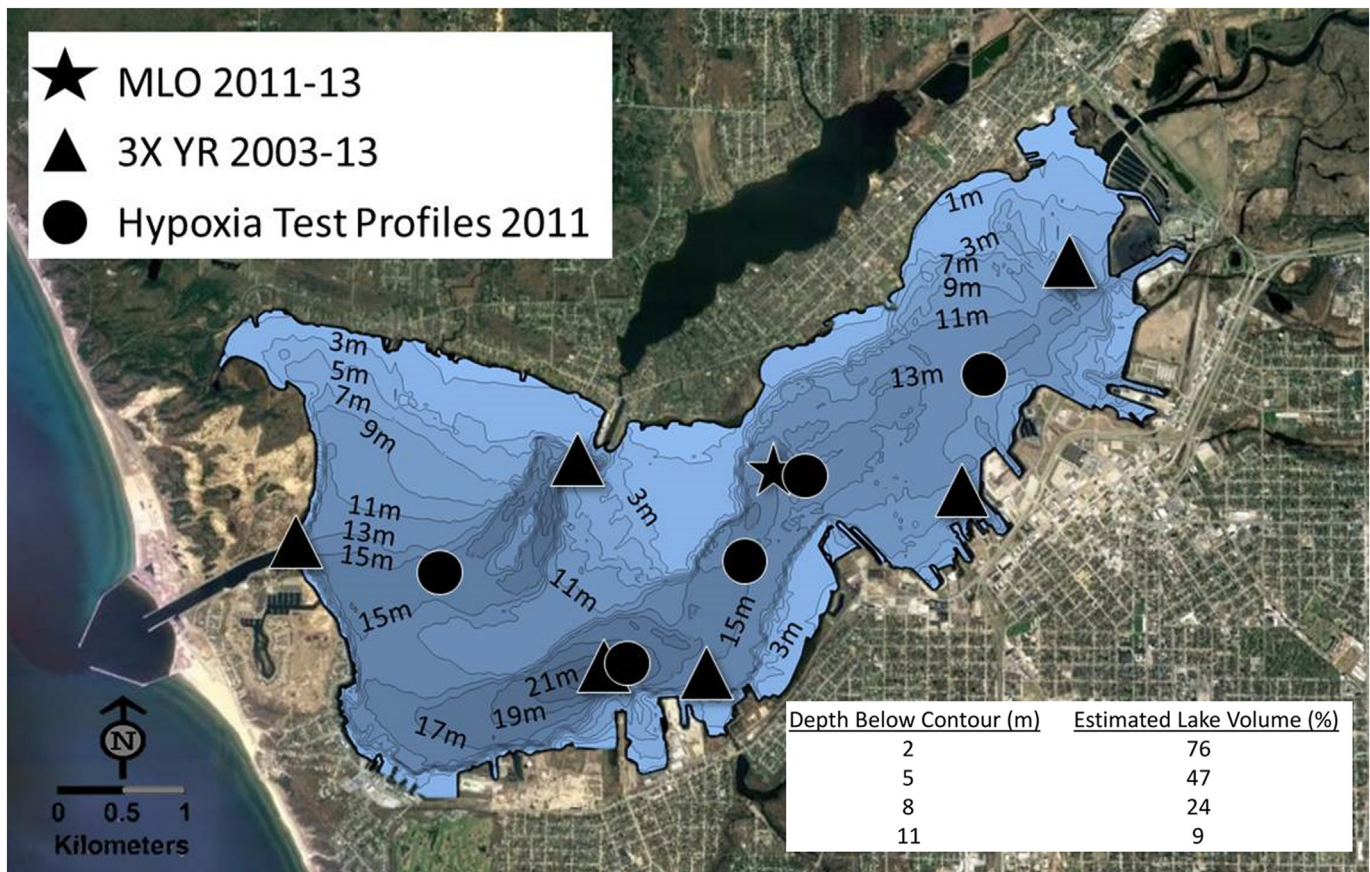 MLO 2011-13
3X YR 2003-13
Hypoxia Test Profiles 2011
1m
3m
7m
9m
11m
13m
3m
5m
7m
9m
11m
13m
15m
15m
3m
11m
15m
3m
21m
19m
17m
N
0 0.5 1
Kilometers
Depth Below Contour (m) Estimated Lake Volume (%)
2 76
5 47
8 24
11 9